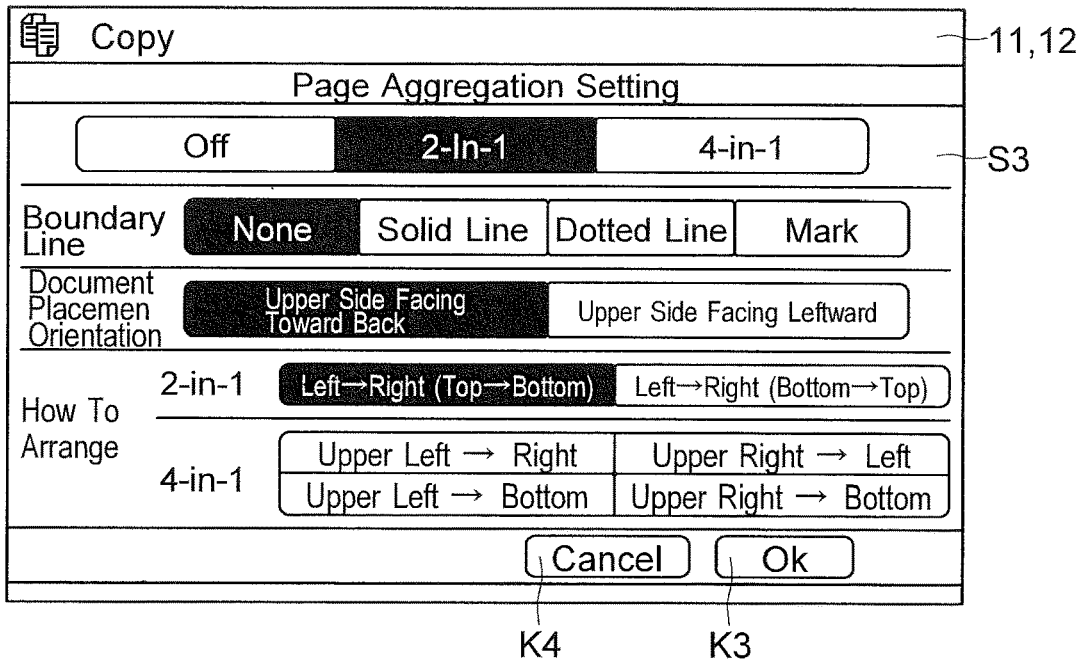 Copy
11,12
Page Aggregation Setting
Off 2-In-1 4-in-1
S3
Boundary
Line
None Solid Line Dotted Line Mark
Document
Placemen
Orientation
Upper Side Facing
Toward Back
Upper Side Facing Leftward
How To
Arrange
2-in-1 Left→Right (Top→Bottom) Left→Right (Bottom→Top)
4-in-1
Upper Left → Right Upper Right → Left
Upper Left → Bottom Upper Right → Bottom
Cancel Ok
K4 K3